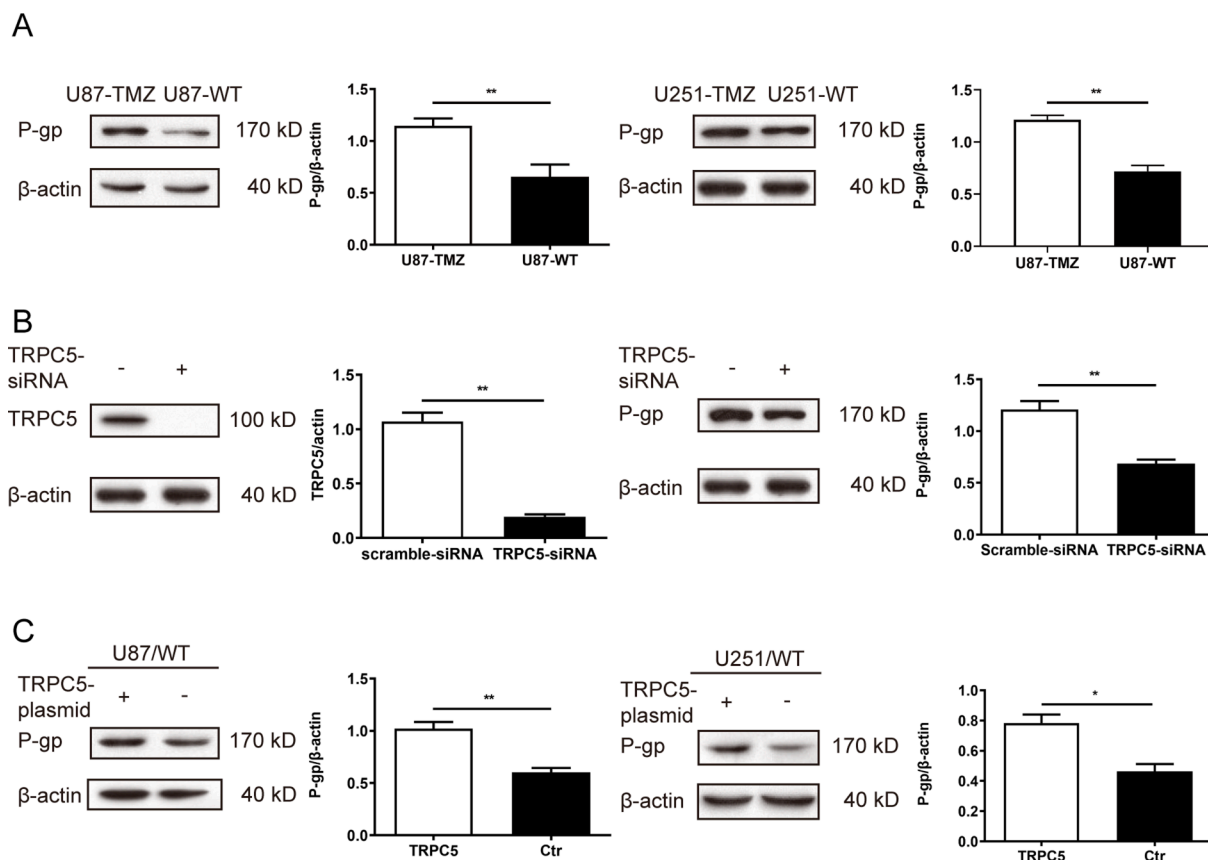 A
U87-TMZ U87-WT
P-gp
170 kD
β-actin
40 kD
P-gp/β-actin
1.5
1.0
0.5
0.0
**
U87-TMZ
U87-WT
U251-TMZ U251-WT
P-gp
170 kD
β-actin
40 kD
P-gp/β-actin
1.5
1.0
0.5
0.0
**
U87-TMZ
U87-WT
B
TRPC5-
siRNA
- +
TRPC5
100 kD
β-actin
40 kD
TRPC5/actin
1.5
1.0
0.5
0.0
**
scramble-siRNA
TRPC5-siRNA
TRPC5-
siRNA
- +
P-gp
170 kD
β-actin
40 kD
P-gp/β-actin
1.5
1.0
0.5
0.0
**
Scramble-siRNA
TRPC5-siRNA
C
U87/WT
TRPC5-
plasmid
+ -
P-gp
170 kD
β-actin
40 kD
P-gp/β-actin
1.5
1.0
0.5
0.0
**
TRPC5
Ctr
U251/WT
TRPC5-
plasmid
+ -
P-gp
170 kD
β-actin
40 kD
P-gp/β-actin
1.0
0.8
0.6
0.4
0.2
0.0
*
TRPC5
Ctr